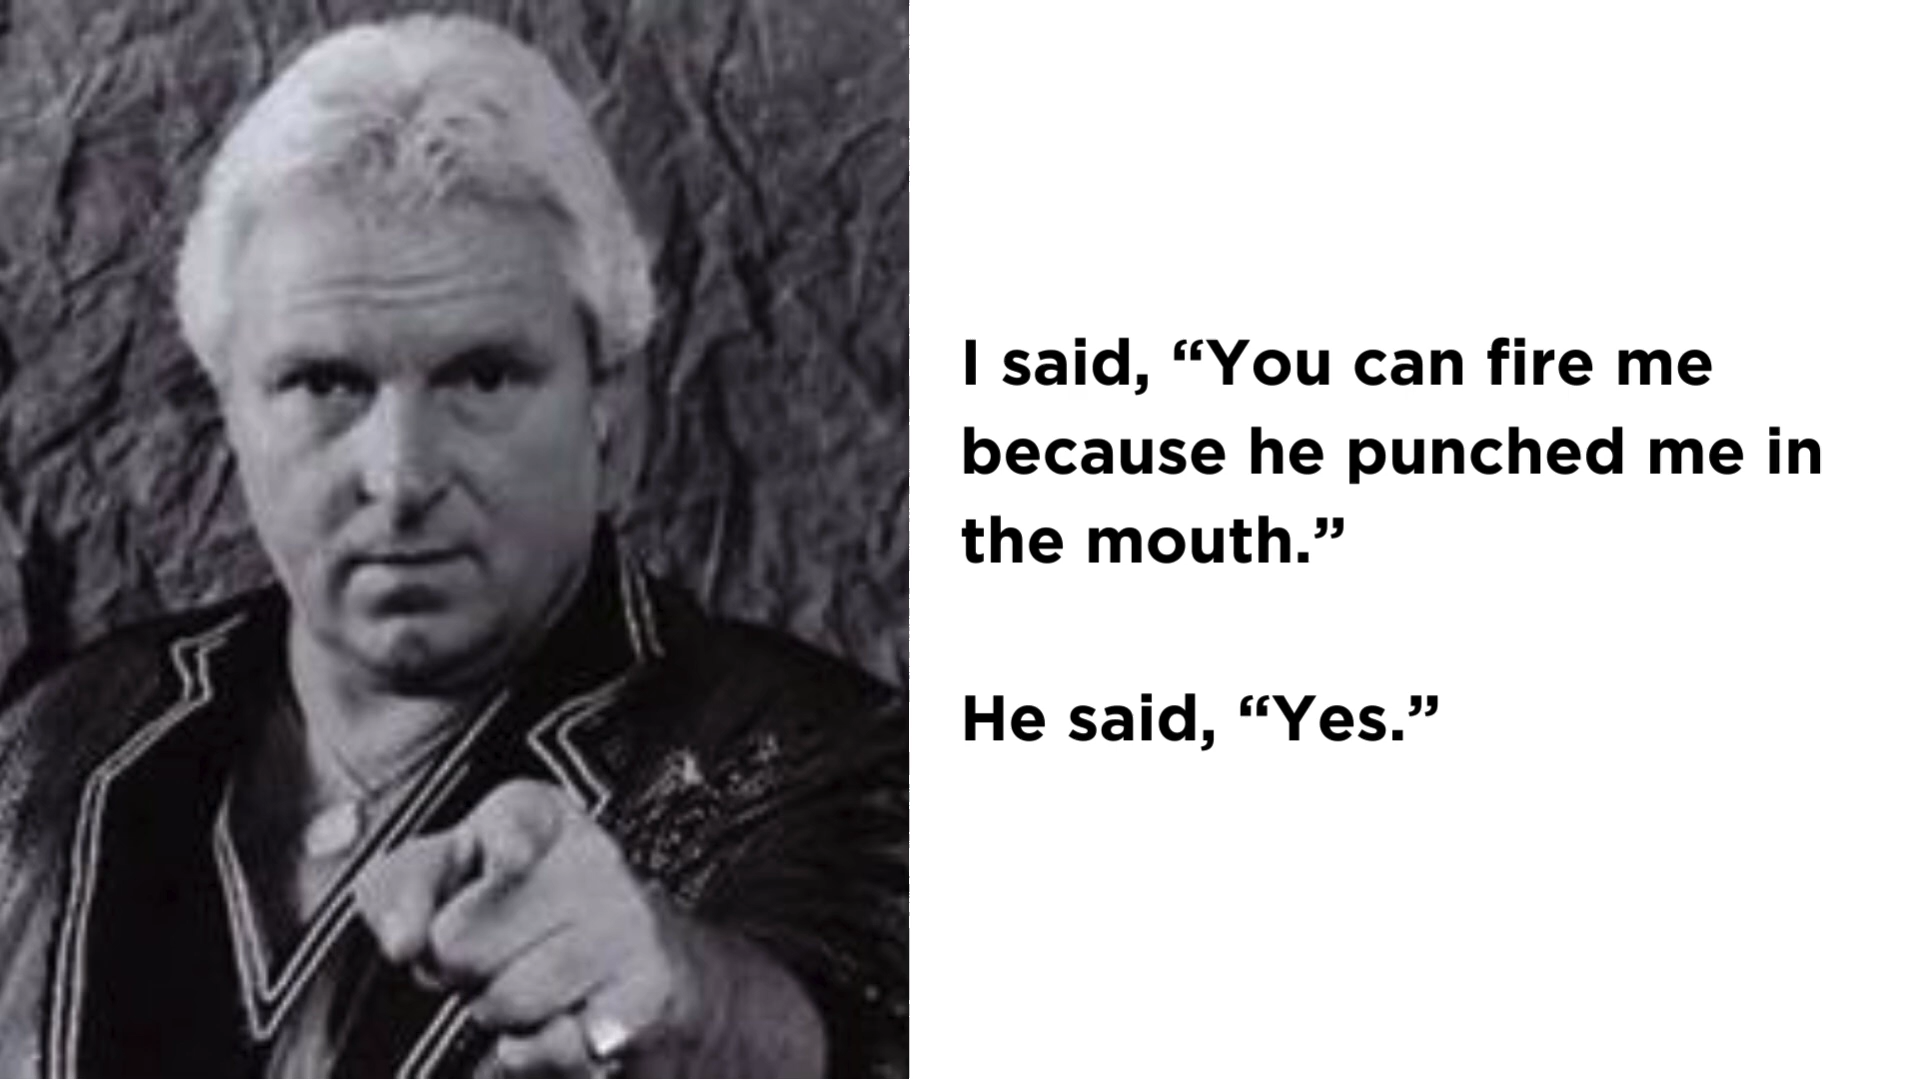 I said, “You can fire me
because he punched me in
the mouth.”
He said, “Yes.”